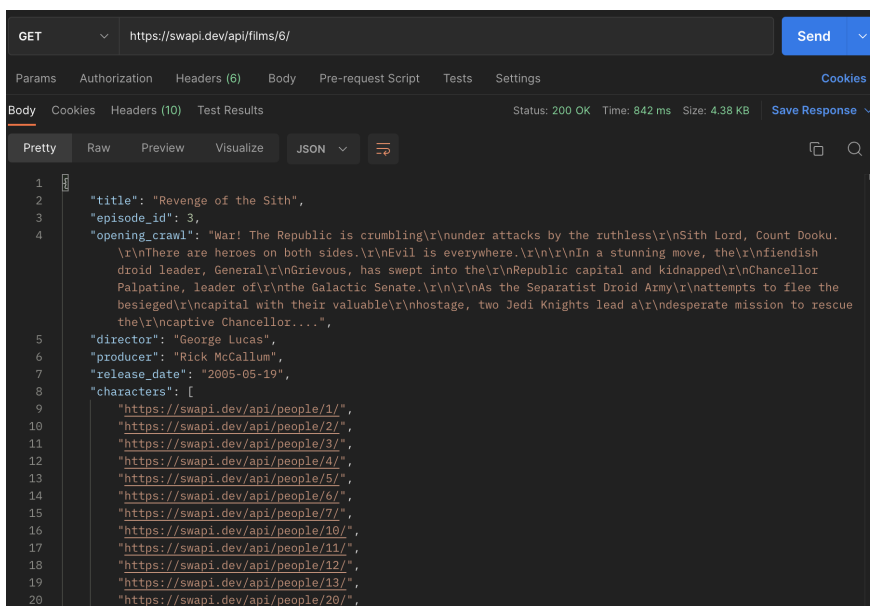 GET https://swapi.dev/api/films/6/ Send
Params Authorization Headers (6) Body Pre-request Script Tests Settings Cookies
Body Cookies Headers (10) Test Results Status: 200 OK Time: 842 ms Size: 4.38 KB Save Response
Pretty Raw Preview Visualize JSON
1 {
2 "title": "Revenge of the Sith",
3 "episode_id": 3,
4 "opening_crawl": "War! The Republic is crumbling\r\nunder attacks by the ruthless\r\nSith Lord, Count Dooku.
\r\nThere are heroes on both sides.\r\nEvil is everywhere.\r\n\r\nIn a stunning move, the\r\nfiendish
droid leader, General\r\nGrievous, has swept into the\r\nRepublic capital and kidnapped\r\nChancellor
Palpatine, leader of\r\nthe Galactic Senate.\r\n\r\nAs the Separatist Droid Army\r\nattempts to flee the
besieged\r\ncapital with their valuable\r\nhostage, two Jedi Knights lead a\r\ndesperate mission to rescue
the\r\ncaptive Chancellor....",
5 "director": "George Lucas",
6 "producer": "Rick McCallum",
7 "release_date": "2005-05-19",
8 "characters": [
9 "https://swapi.dev/api/people/1/",
10 "https://swapi.dev/api/people/2/",
11 "https://swapi.dev/api/people/3/",
12 "https://swapi.dev/api/people/4/",
13 "https://swapi.dev/api/people/5/",
14 "https://swapi.dev/api/people/6/",
15 "https://swapi.dev/api/people/7/",
16 "https://swapi.dev/api/people/10/",
17 "https://swapi.dev/api/people/11/",
18 "https://swapi.dev/api/people/12/",
19 "https://swapi.dev/api/people/13/",
20 "https://swapi.dev/api/people/20/",